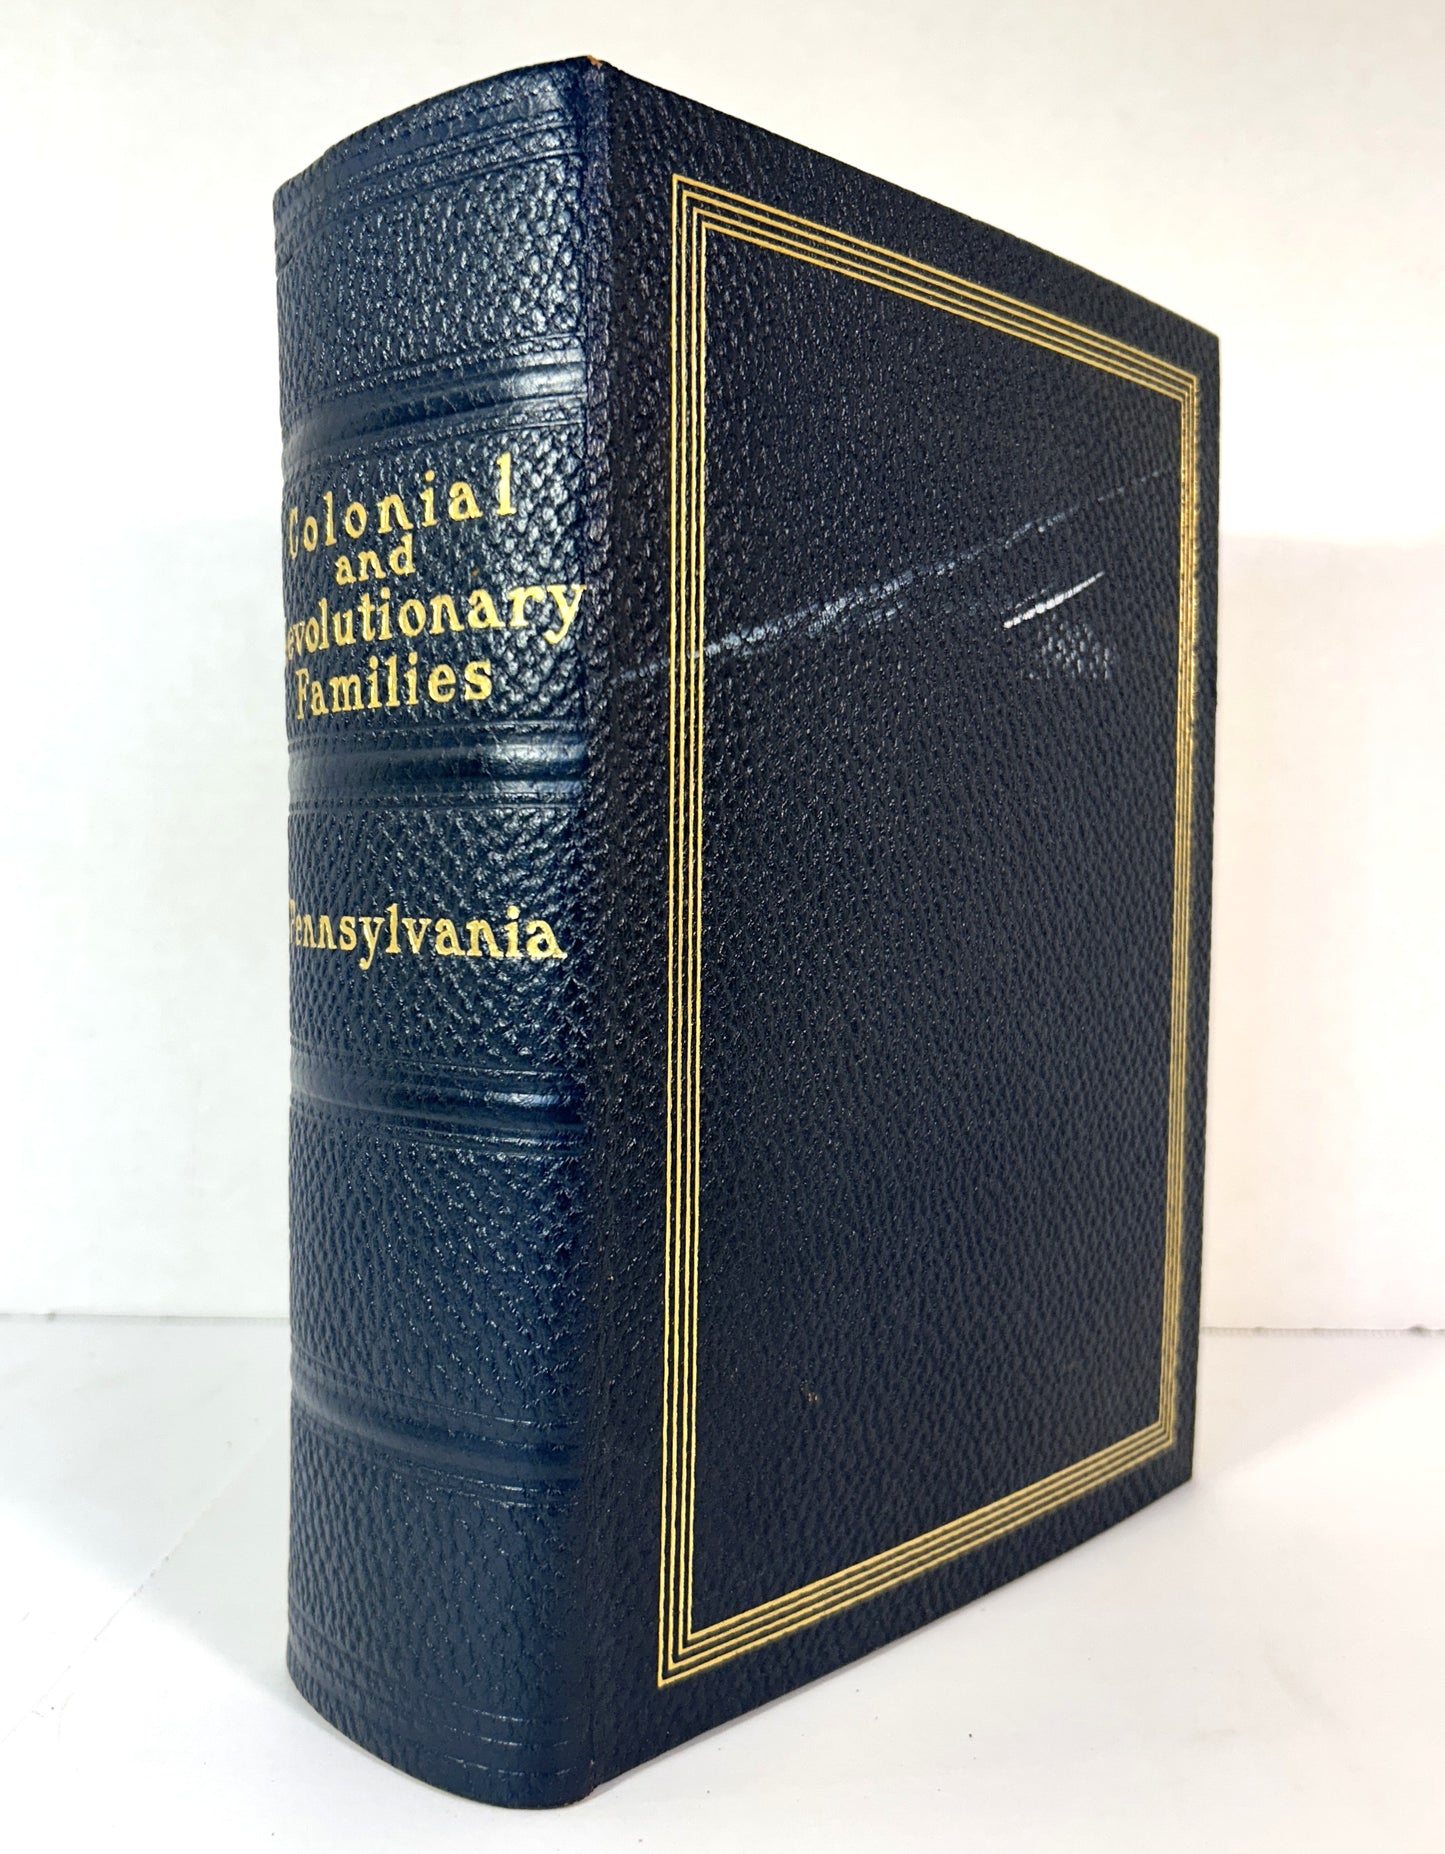 Colonial
and
Revolutionary
Families
Pennsylvania